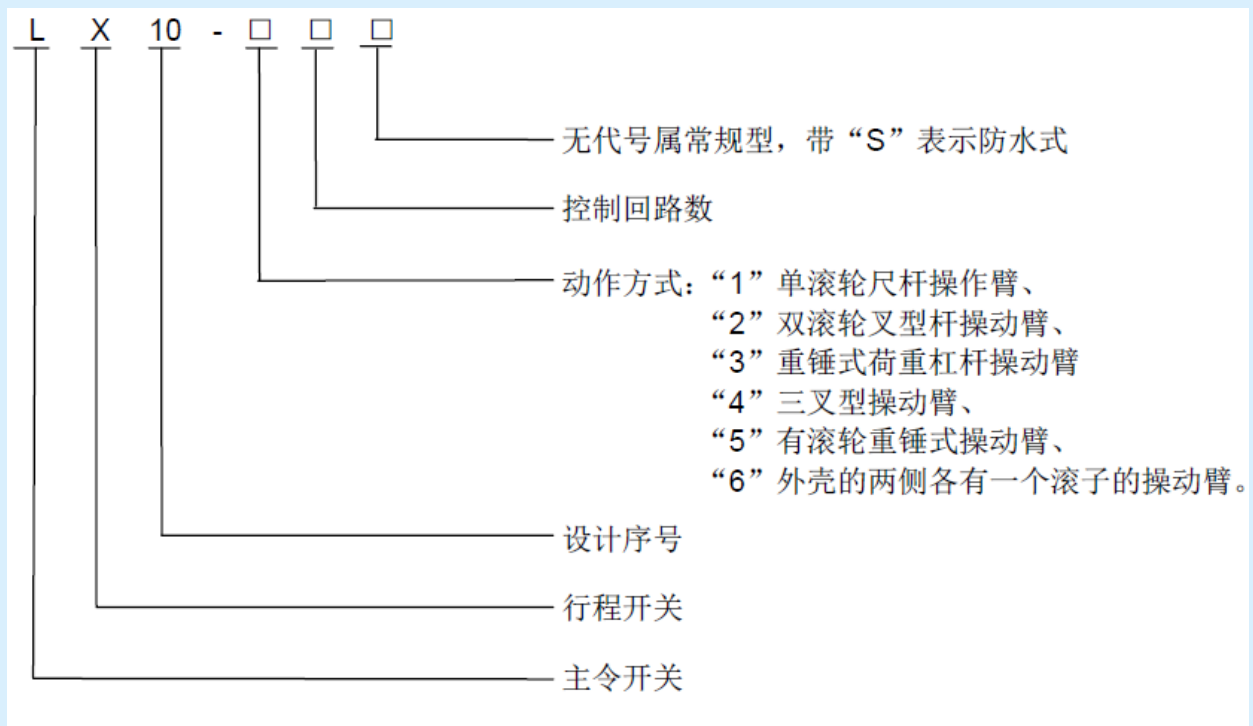 L X 10 - □ □ □
无代号属常规型，带“S”表示防水式
控制回路数
动作方式：“1”单滚轮尺杆操作臂、
“2”双滚轮叉型杆操动臂、
“3”重锤式荷重杠杆操动臂
“4”三叉型操动臂、
“5”有滚轮重锤式操动臂、
“6”外壳的两侧各有一个滚子的操动臂。
设计序号
行程开关
主令开关